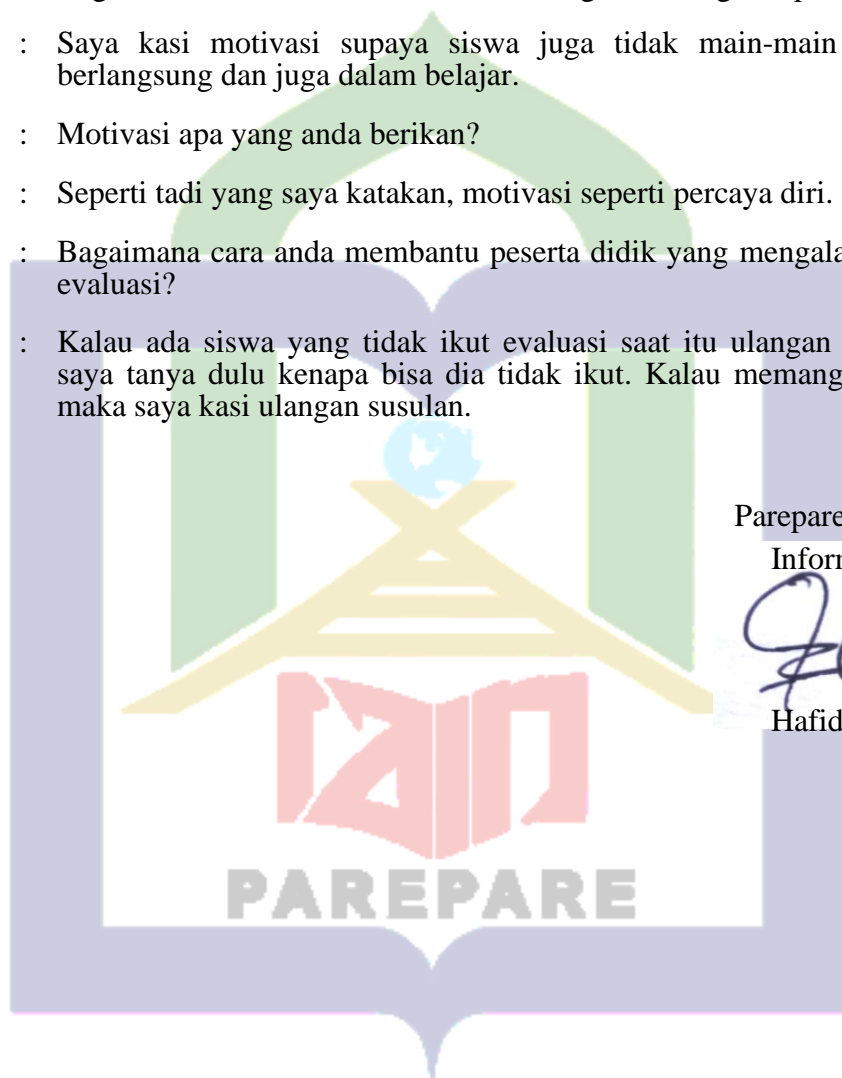 : Saya kasi motivasi supaya siswa juga tidak main-main
berlangsung dan juga dalam belajar.
: Motivasi apa yang anda berikan?
: Seperti tadi yang saya katakan, motivasi seperti percaya diri.
: Bagaimana cara anda membantu peserta didik yang
evaluasi?
: Kalau ada siswa yang tidak ikut evaluasi saat itu ulangan
saya tanya dulu kenapa bisa dia tidak ikut. Kalau memang
maka saya kasi ulangan susulan.
Parepare
Hafid
PAREPARE